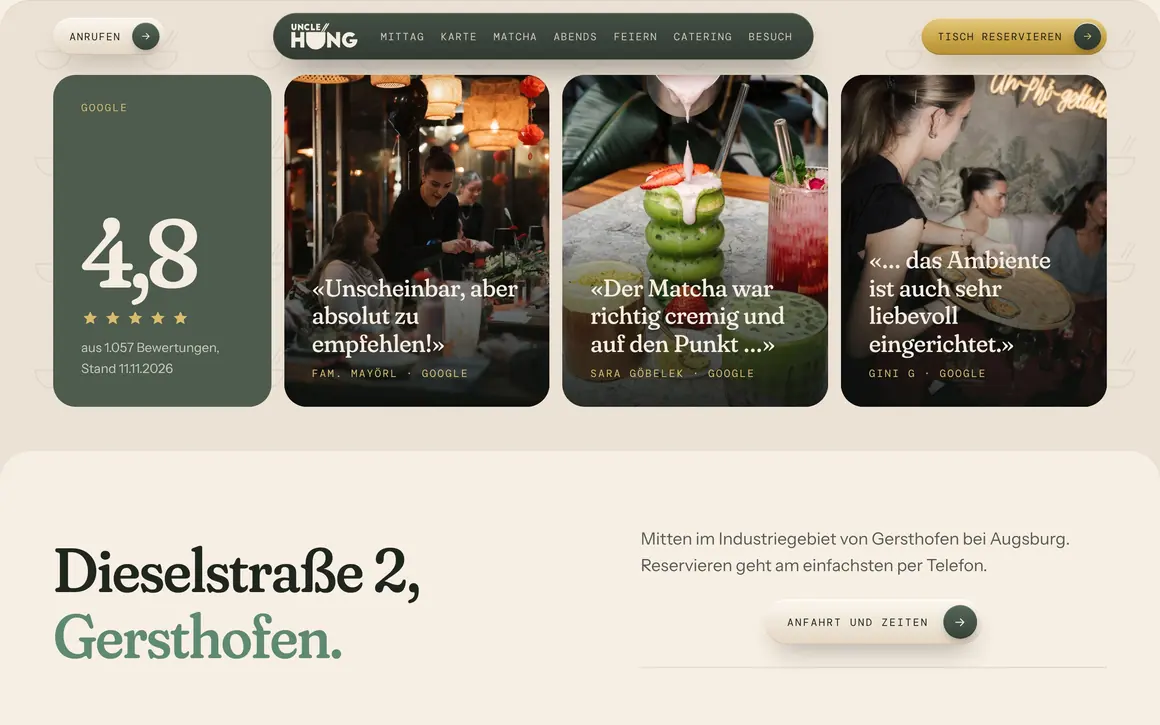 ANRUFEN
UNCLE
HUNG
MITTAG
KARTE
MATCHA
ABENDS
FEIERN
CATERING
BESUCH
TISCH RESERVIEREN
GOOGLE
4,8
aus 1.057 Bewertungen,
Stand 11.11.2026
«Unscheinbar, aber
absolut zu
empfehlen!»
FAM. MAYÖRL · GOOGLE
«Der Matcha war
richtig cremig und
auf den Punkt ...»
SARA GÖBELEK · GOOGLE
«... das Ambiente
ist auch sehr
liebevoll
eingerichtet.»
GINI G · GOOGLE
Dieselstraße 2,
Gersthofen.
Mitten im Industriegebiet von Gersthofen bei Augsburg.
Reservieren geht am einfachsten per Telefon.
ANFAHRT UND ZEITEN